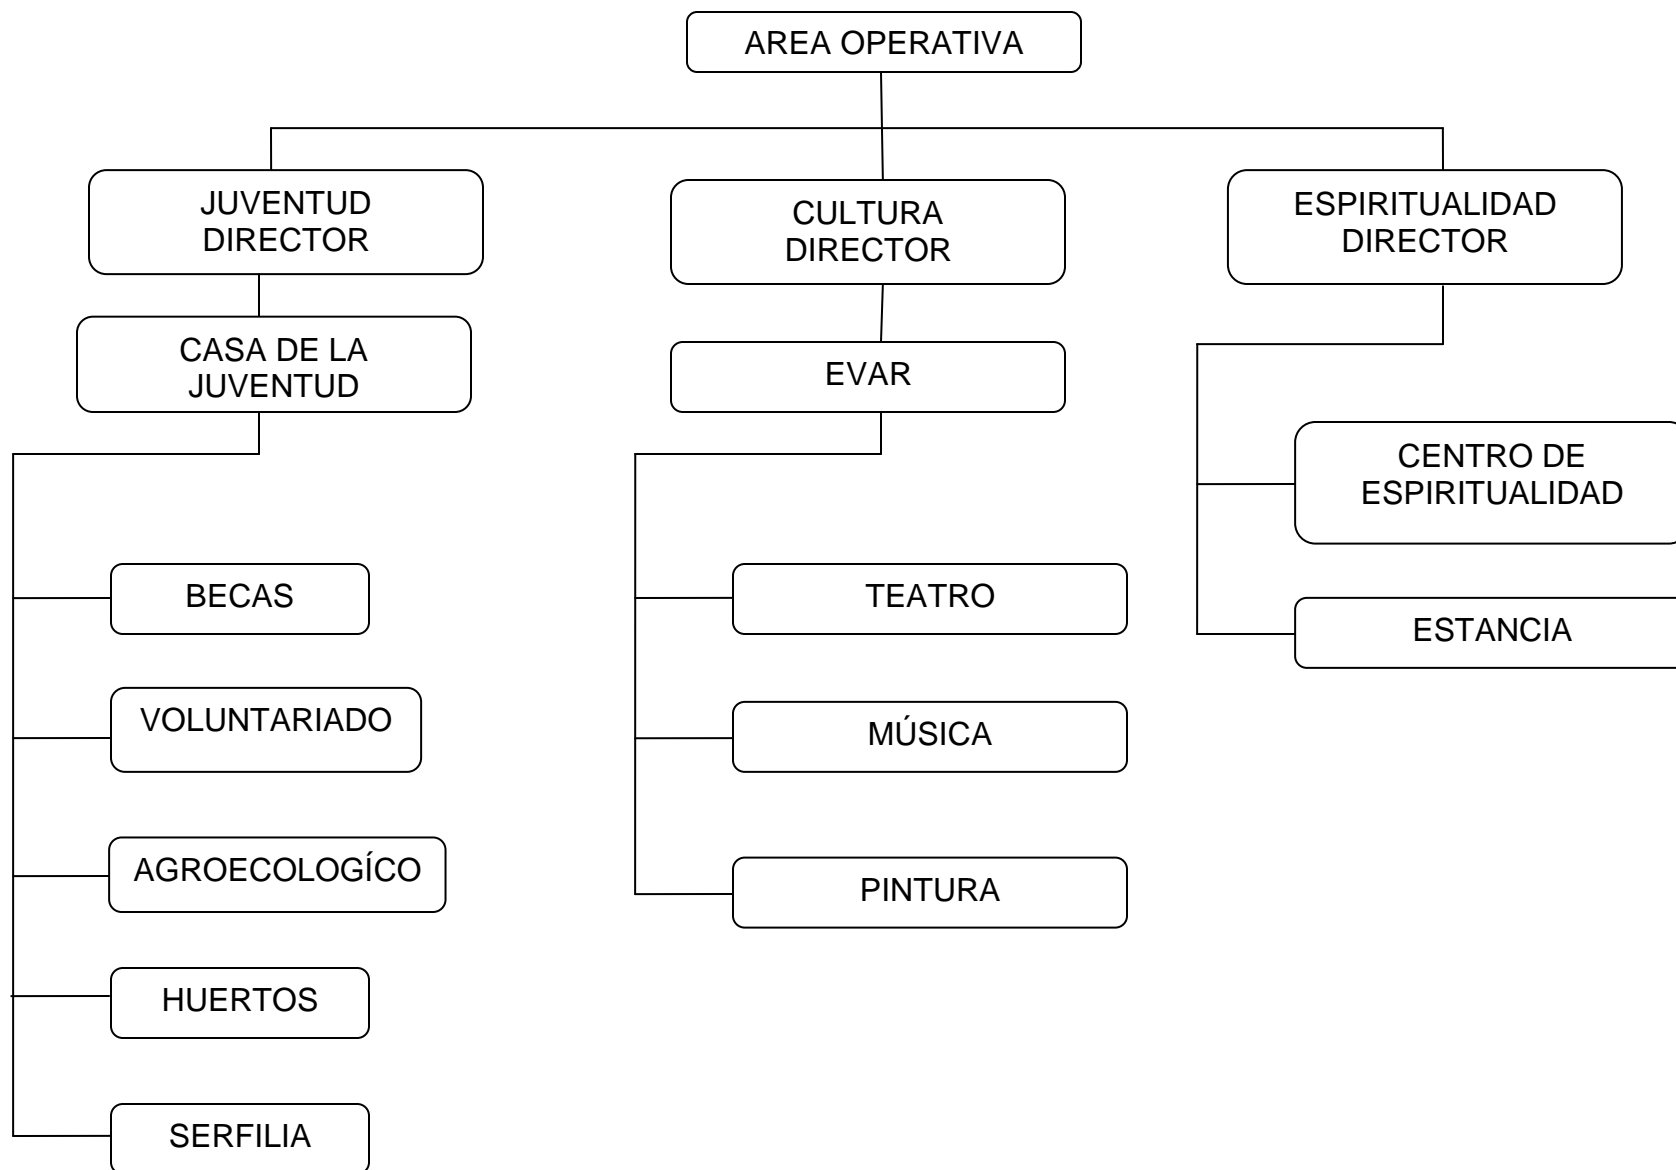 AREA OPERATIVA
JUVENTUD
DIRECTOR
CULTURA
DIRECTOR
ESPIRITUALIDAD
DIRECTOR
CASA DE LA
JUVENTUD
EVAR
CENTRO DE
ESPIRITUALIDAD
BECAS
TEATRO
ESTANCIA
VOLUNTARIADO
MÚSICA
AGROECOLOGÍCO
PINTURA
HUERTOS
SERFILIA